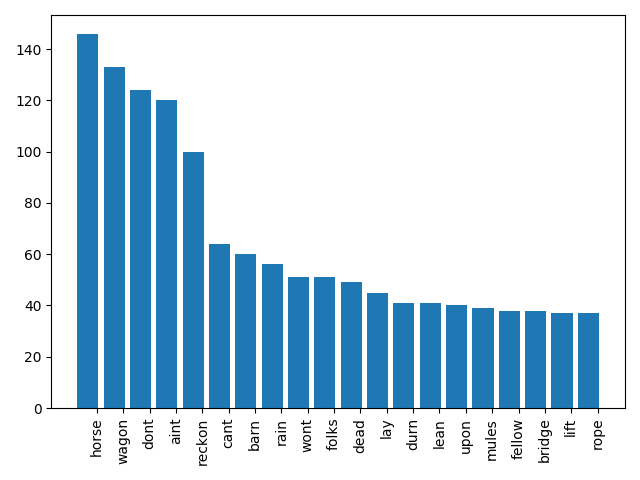 140
120
100
80
60
40
20
0
horse
wagon
dont
aint
reckon
cant
barn
rain
wont
folks
dead
lay
durn
lean
upon
mules
fellow
bridge
lift
rope